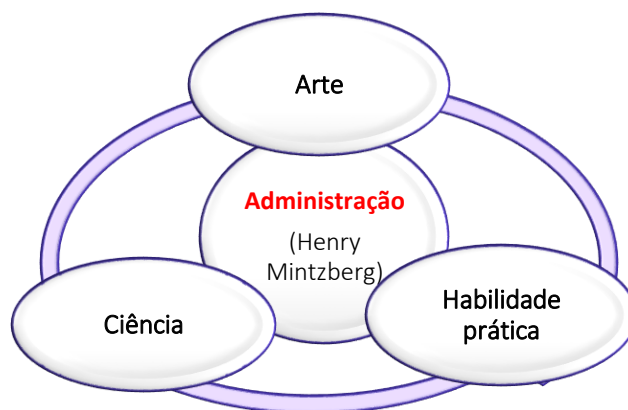 Arte
Administração
(Henry
Mintzberg)
Ciência
Habilidade
prática